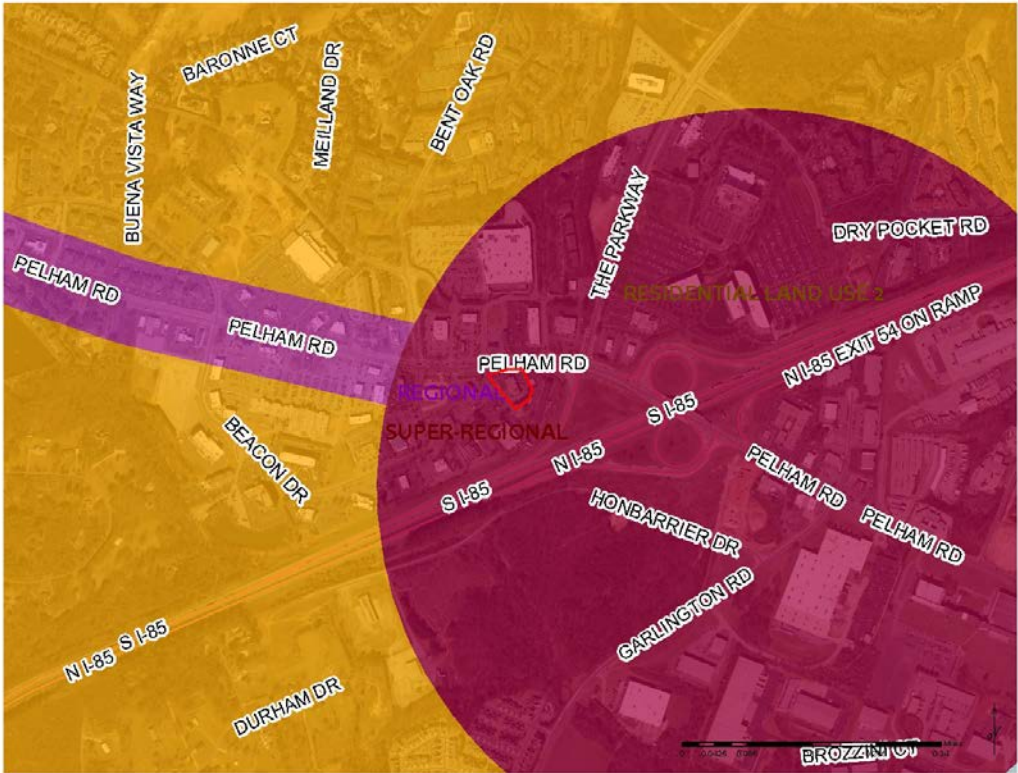 BARONNE CT
MEILLAND DR
BENT OAK RD
BUENA VISTA WAY
THE PARKWAY
DRY POCKET RD
PELHAM RD
RESIDENTIAL LAND USE 2
N I-85 EXIT 54 ON RAMP
PELHAM RD
PELHAM RD
REGIONAL
SUPER-REGIONAL
S I-85
N I-85
S I-85
BEACON DR
PELHAM RD
PELHAM RD
HONBARRIER DR
GARLINGTON RD
N I-85
S I-85
DURHAM DR
BROZZINI CT